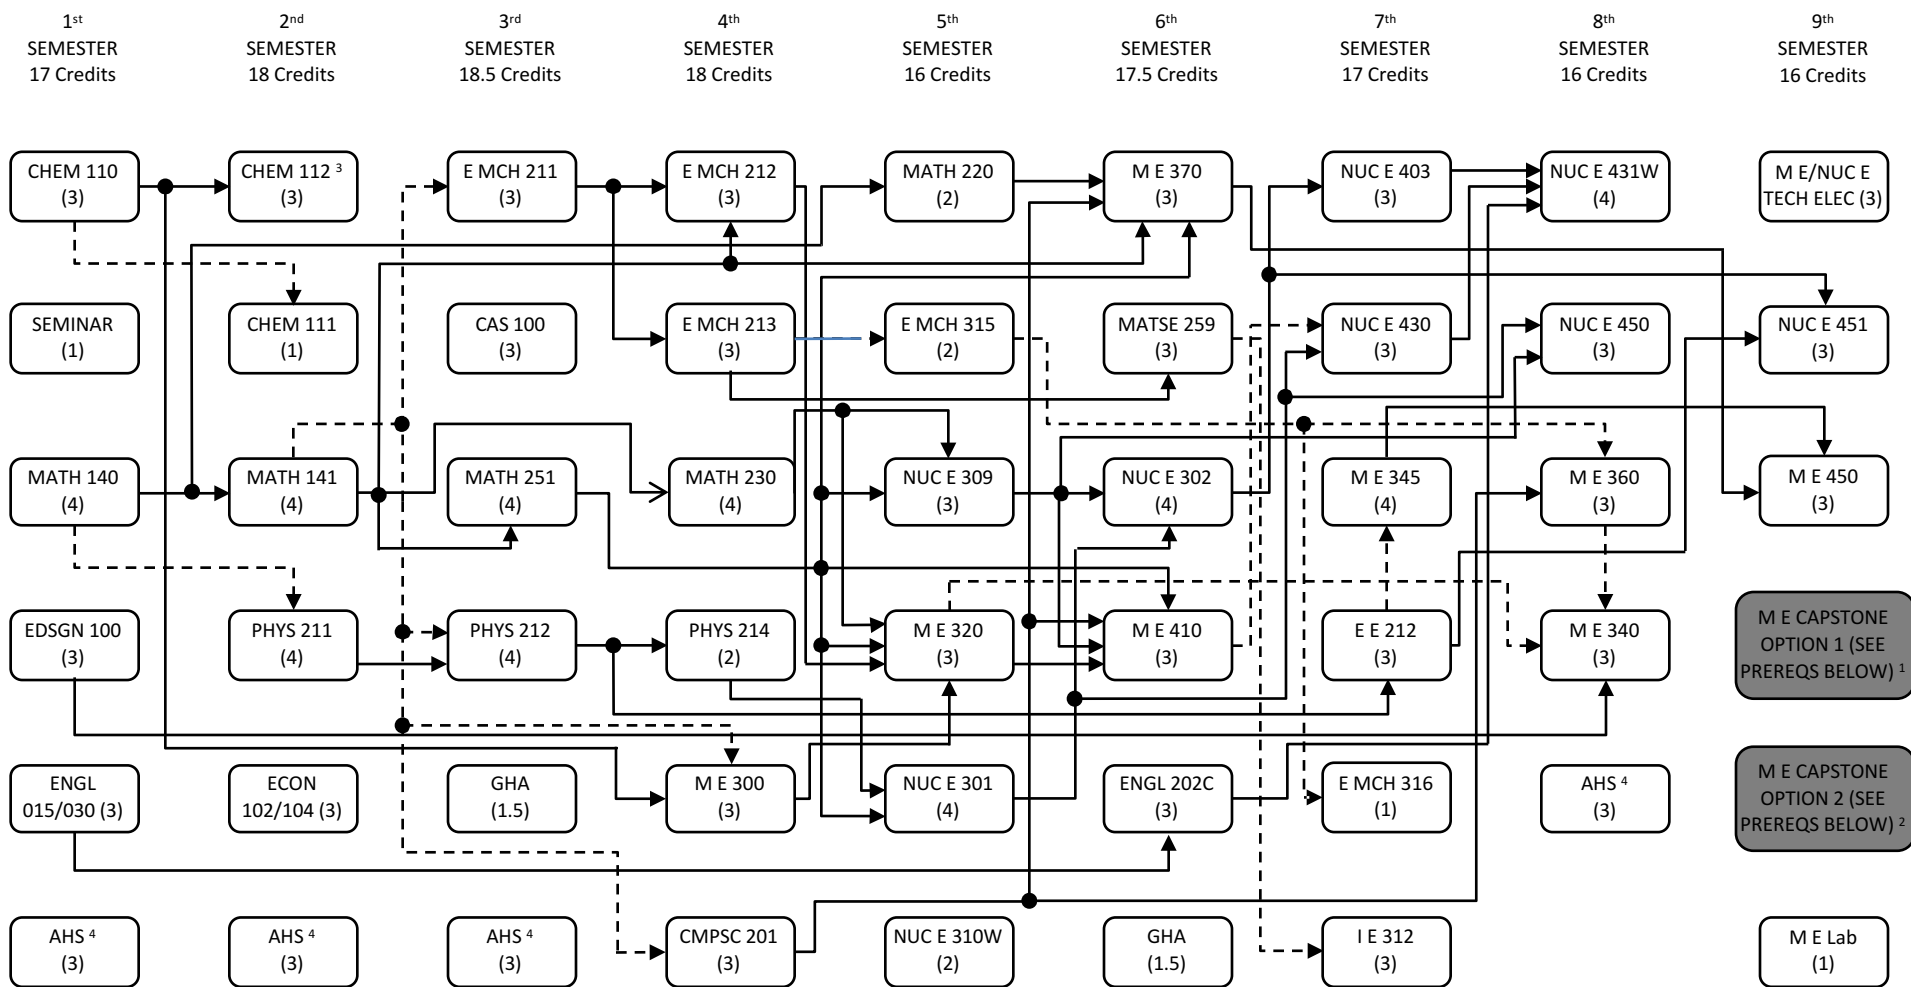 1st
SEMESTER
17 Credits
2nd
SEMESTER
18 Credits
3rd
SEMESTER
18.5 Credits
4th
SEMESTER
18 Credits
5th
SEMESTER
16 Credits
6th
SEMESTER
17.5 Credits
7th
SEMESTER
17 Credits
8th
SEMESTER
16 Credits
9th
SEMESTER
16 Credits
CHEM 110
(3)
CHEM 112 3
(3)
E MCH 211
(3)
E MCH 212
(3)
MATH 220
(2)
M E 370
(3)
NUC E 403
(3)
NUC E 431W
(4)
M E/NUC E
TECH ELEC (3)
SEMINAR
(1)
CHEM 111
(1)
CAS 100
(3)
E MCH 213
(3)
E MCH 315
(2)
MATSE 259
(3)
NUC E 430
(3)
NUC E 450
(3)
NUC E 451
(3)
MATH 140
(4)
MATH 141
(4)
MATH 251
(4)
MATH 230
(4)
NUC E 309
(3)
NUC E 302
(4)
M E 345
(4)
M E 360
(3)
M E 450
(3)
EDSGN 100
(3)
PHYS 211
(4)
PHYS 212
(4)
PHYS 214
(2)
M E 320
(3)
M E 410
(3)
E E 212
(3)
M E 340
(3)
M E CAPSTONE
OPTION 1 (SEE
PREREQS BELOW) 1
ENGL
015/030 (3)
ECON
102/104 (3)
GHA
(1.5)
M E 300
(3)
NUC E 301
(4)
ENGL 202C
(3)
E MCH 316
(1)
AHS 4
(3)
M E CAPSTONE
OPTION 2 (SEE
PREREQS BELOW) 2
AHS 4
(3)
AHS 4
(3)
AHS 4
(3)
CMPSC 201
(3)
NUC E 310W
(2)
GHA
(1.5)
I E 312
(3)
M E Lab
(1)